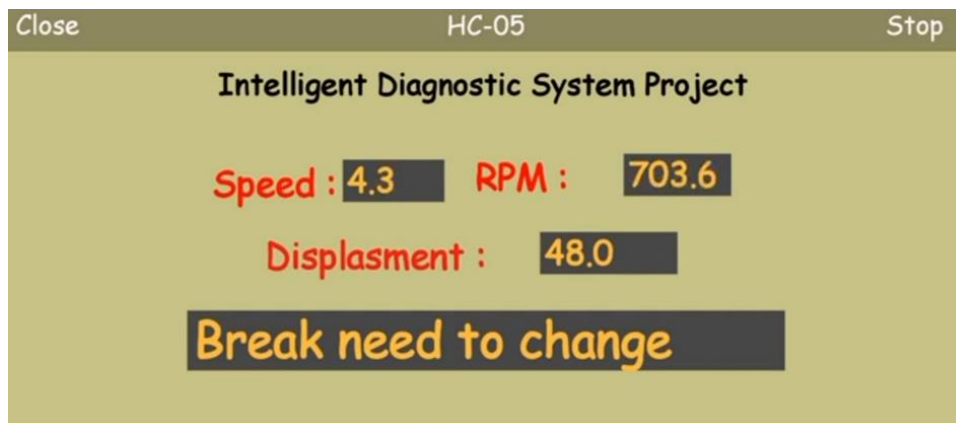 Close HC-05 Stop
Intelligent Diagnostic System Project
Speed : 4.3 RPM : 703.6
Displasment : 48.0
Break need to change